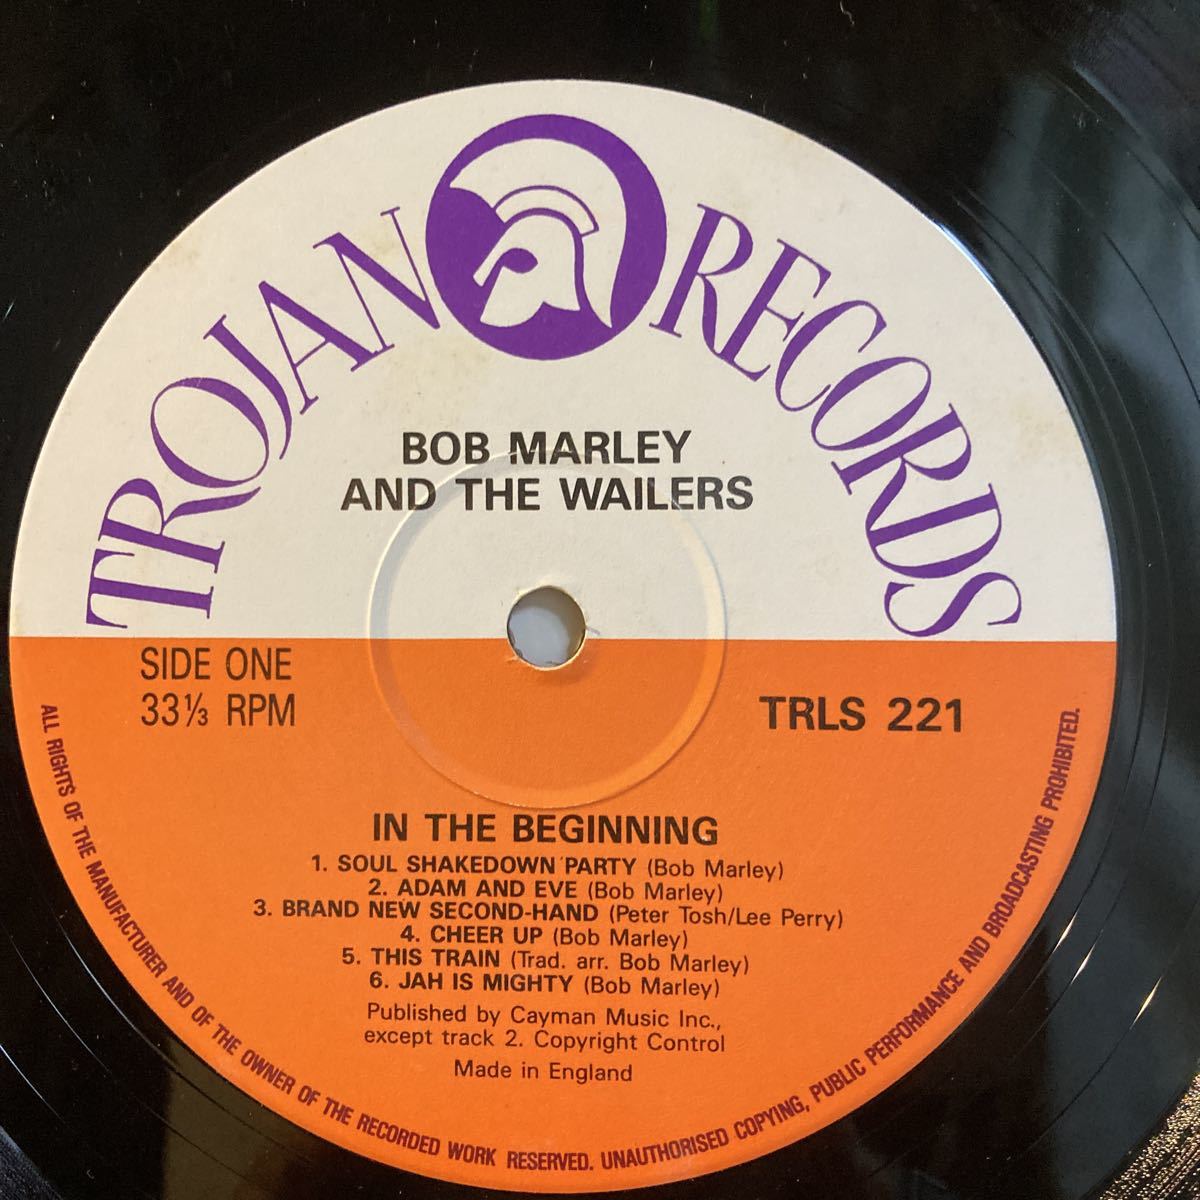 TROJAN RECORDS
BOB MARLEY
AND THE WAILERS
SIDE ONE
33⅓ RPM
TRLS 221
IN THE BEGINNING
1. SOUL SHAKEDOWN PARTY (Bob Marley)
2. ADAM AND EVE (Bob Marley)
3. BRAND NEW SECOND-HAND (Peter Tosh/Lee Perry)
4. CHEER UP (Bob Marley)
5. THIS TRAIN (Trad. arr. Bob Marley)
6. JAH IS MIGHTY (Bob Marley)
Published by Cayman Music Inc.,
except track 2. Copyright Control
Made in England
ALL RIGHTS OF THE MANUFACTURER AND OF THE OWNER OF THE RECORDED WORK RESERVED. UNAUTHORISED COPYING, PUBLIC PERFORMANCE AND BROADCASTING PROHIBITED.